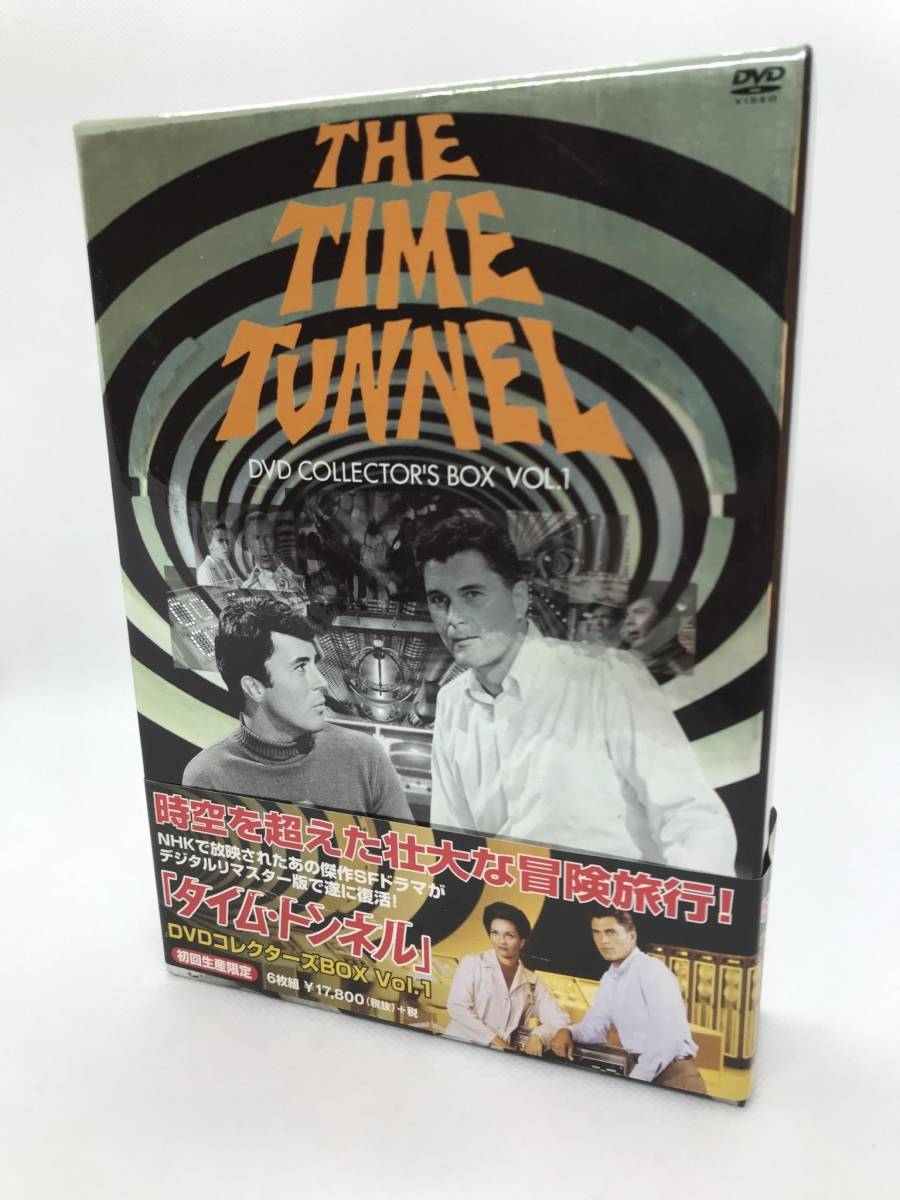 DVD
VIDEO
THE
TIME
TUNNEL
DVD COLLECTOR'S BOX VOL.1
時空を超えた壮大な冒険旅行!
NHKで放映されたあの傑作SFドラマが
デジタルリマスター版で遂に復活!
「タイム・トンネル」
DVDコレクターズBOX Vol.1
初回生産限定
6枚組 ¥17,800(税抜)+税